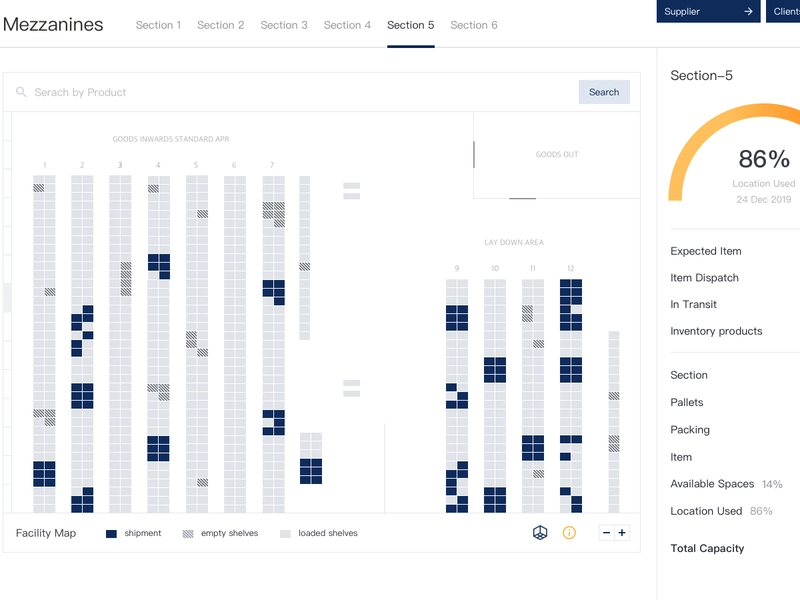 Mezzanines
Section 1
Section 2
Section 3
Section 4
Section 5
Section 6
Supplier
Clients
Serach by Product
Search
GOODS INWARDS STANDARD APR
1 2 3 4 5 6 7
GOODS OUT
LAY DOWN AREA
9 10 11 12
Facility Map
shipment
empty shelves
loaded shelves
Section–5
86%
Location Used
24 Dec 2019
Expected Item
Item Dispatch
In Transit
Inventory products
Section
Pallets
Packing
Item
Available Spaces 14%
Location Used 86%
Total Capacity